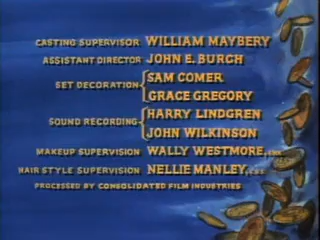 CASTING SUPERVISOR WILLIAM MAYBERY
ASSISTANT DIRECTOR JOHN E. BURCH
SET DECORATION SAM COMER
GRACE GREGORY
SOUND RECORDING HARRY LINDGREN
JOHN WILKINSON
MAKEUP SUPERVISION WALLY WESTMORE,
HAIR STYLE SUPERVISION NELLIE MANLEY,
PROCESSED BY CONSOLIDATED FILM INDUSTRIES